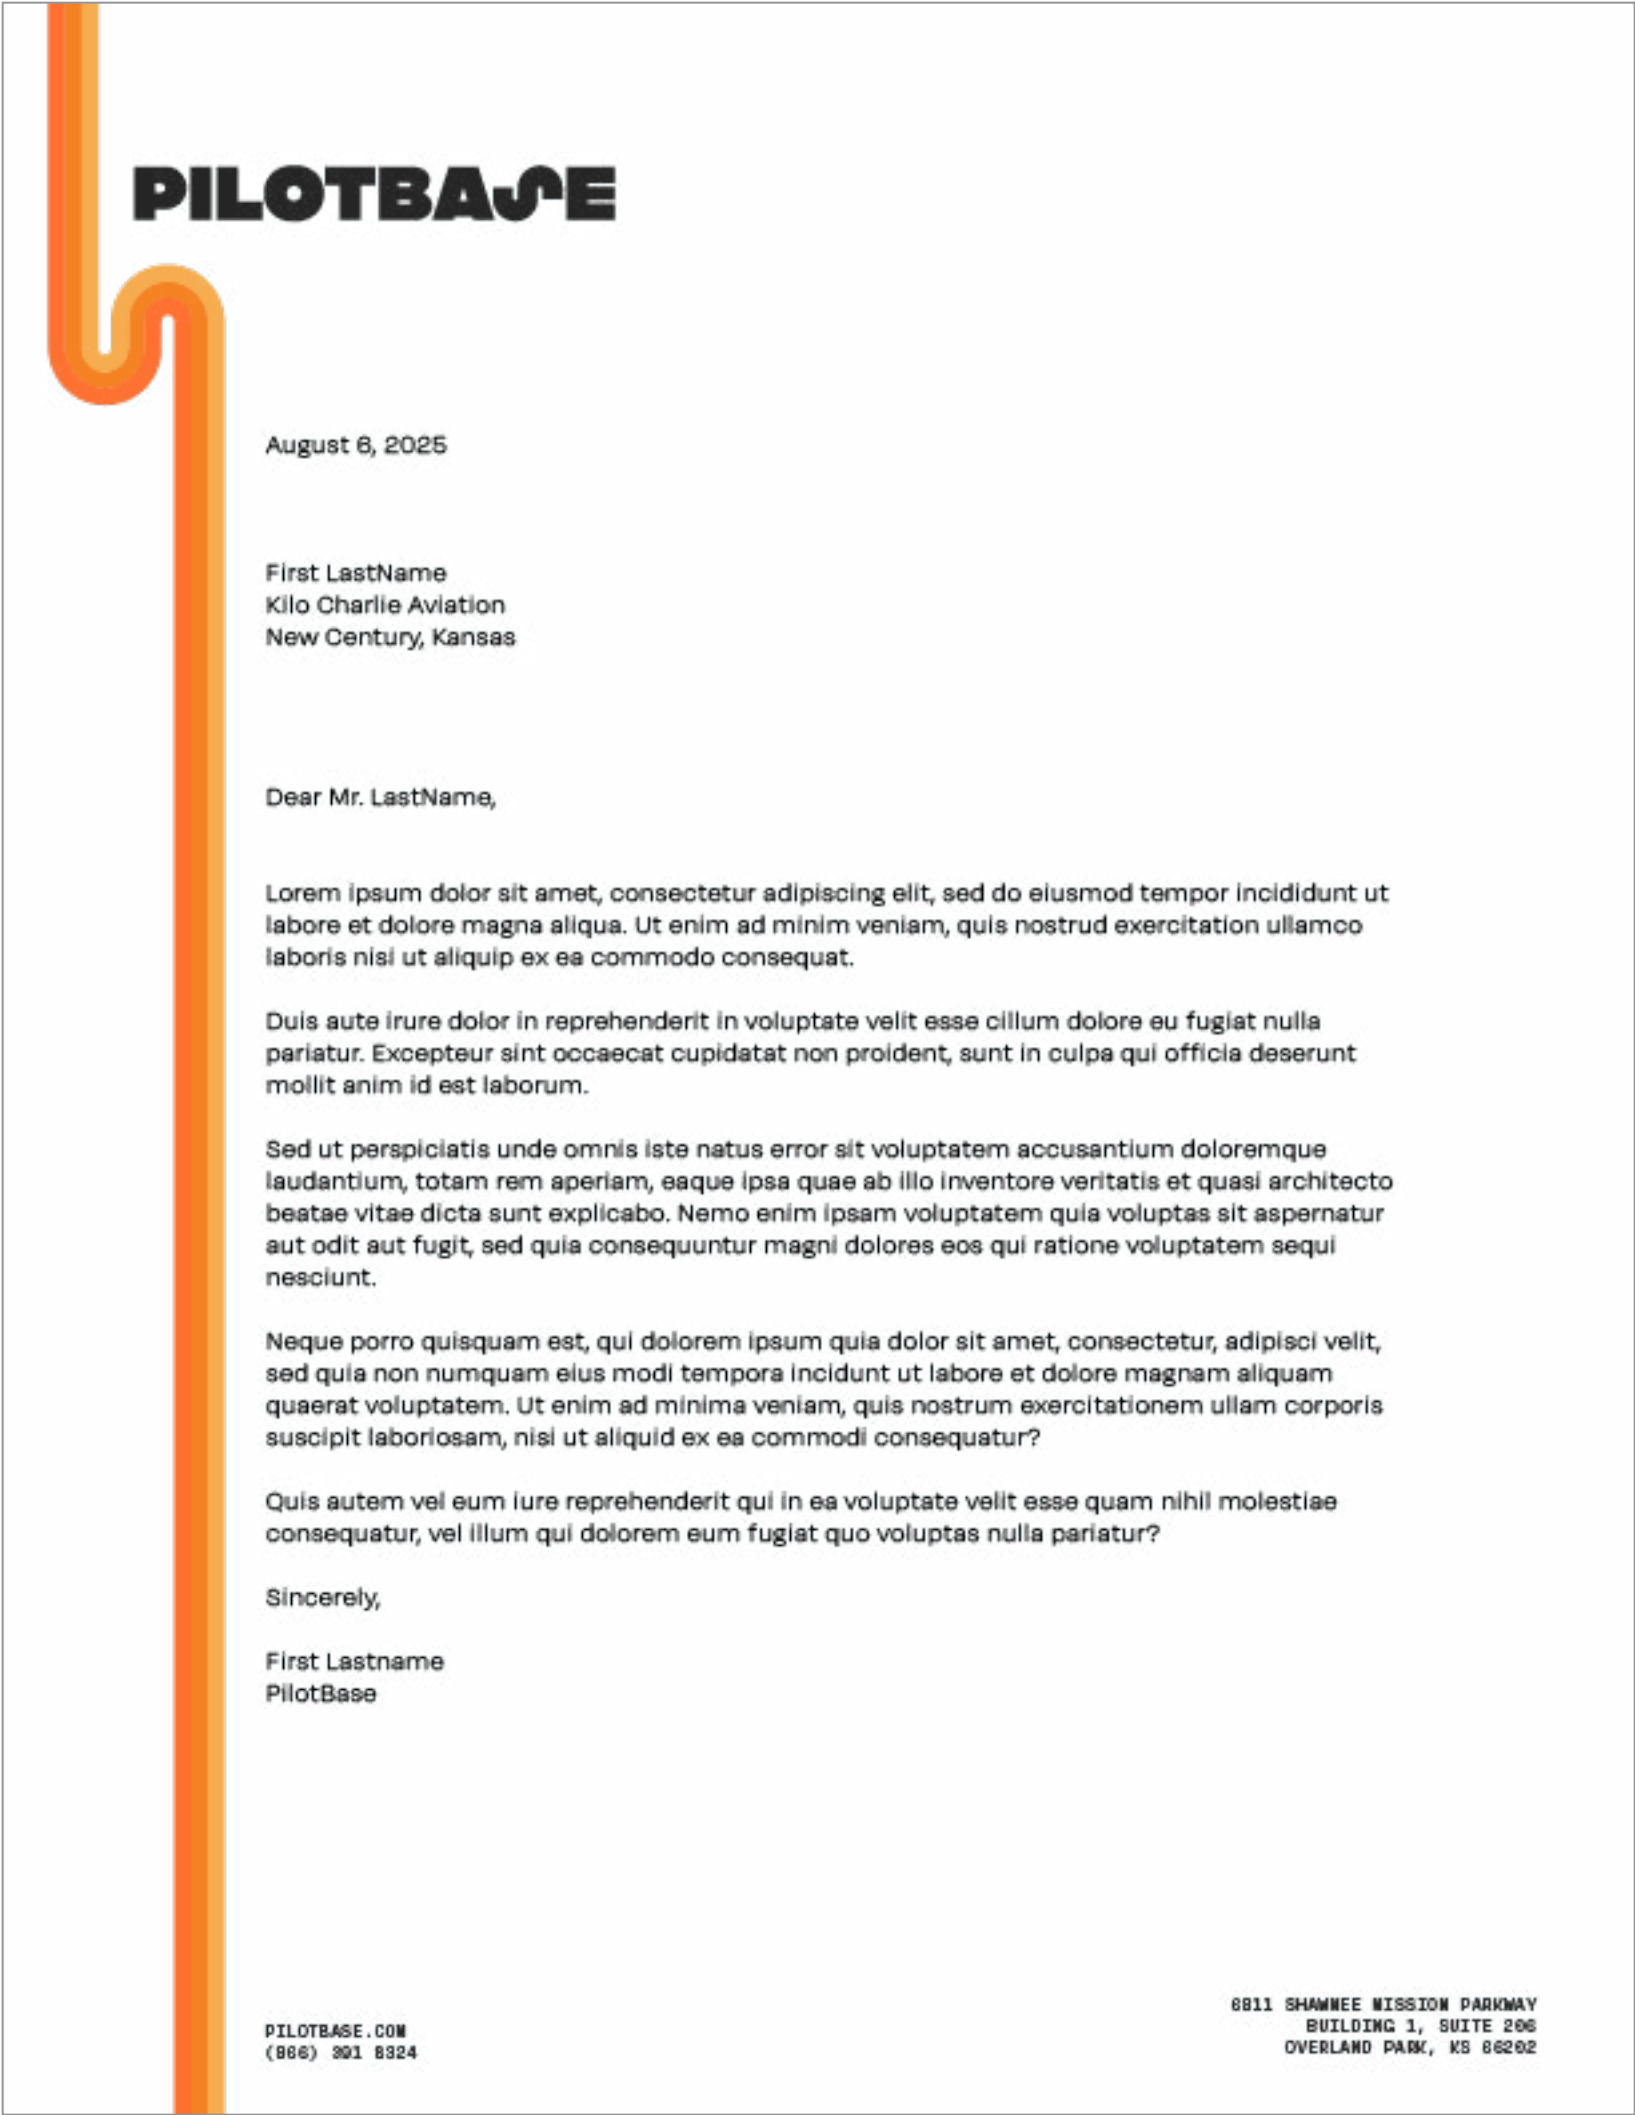 PILOTBASE
August 6, 2025
First LastName
Kilo Charlie Aviation
New Century, Kansas
Dear Mr. LastName,
Lorem ipsum dolor sit amet, consectetur adipiscing elit, sed do eiusmod tempor incididunt ut
labore et dolore magna aliqua. Ut enim ad minim veniam, quis nostrud exercitation ullamco
laboris nisi ut aliquip ex ea commodo consequat.
Duis aute irure dolor in reprehenderit in voluptate velit esse cillum dolore eu fugiat nulla
pariatur. Excepteur sint occaecat cupidatat non proident, sunt in culpa qui officia deserunt
mollit anim id est laborum.
Sed ut perspiciatis unde omnis iste natus error sit voluptatem accusantium doloremque
laudantium, totam rem aperiam, eaque ipsa quae ab illo inventore veritatis et quasi architecto
beatae vitae dicta sunt explicabo. Nemo enim ipsam voluptatem quia voluptas sit aspernatur
aut odit aut fugit, sed quia consequuntur magni dolores eos qui ratione voluptatem sequi
nesciunt.
Neque porro quisquam est, qui dolorem ipsum quia dolor sit amet, consectetur, adipisci velit,
sed quia non numquam eius modi tempora incidunt ut labore et dolore magnam aliquam
quaerat voluptatem. Ut enim ad minima veniam, quis nostrum exercitationem ullam corporis
suscipit laboriosam, nisi ut aliquid ex ea commodi consequatur?
Quis autem vel eum iure reprehenderit qui in ea voluptate velit esse quam nihil molestiae
consequatur, vel illum qui dolorem eum fugiat quo voluptas nulla pariatur?
Sincerely,
First Lastname
PilotBase
PILOTBASE.COM
(866) 391 8324
6811 SHAWNEE MISSION PARKWAY
BUILDING 1, SUITE 206
OVERLAND PARK, KS 66202